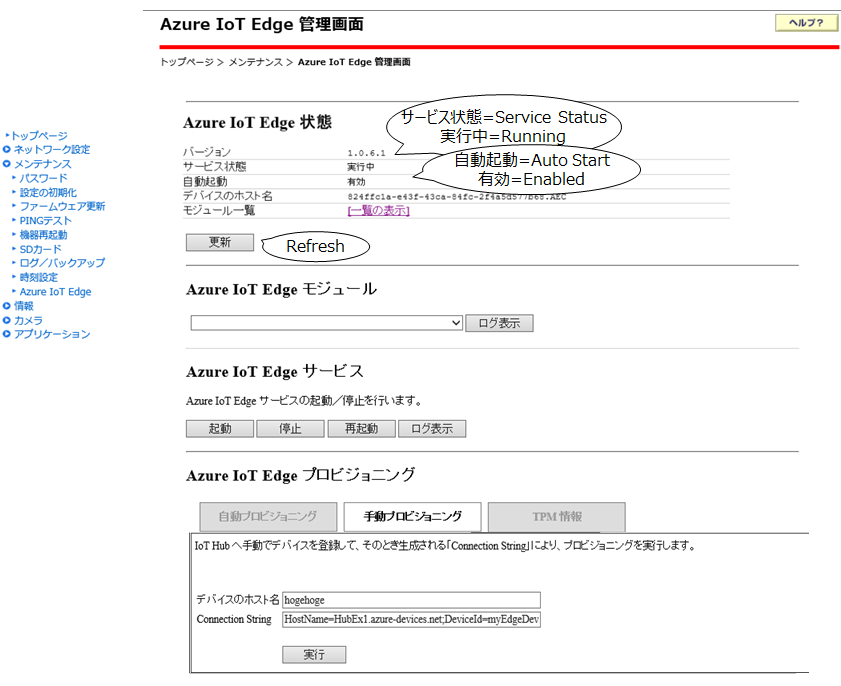 Azure IoT Edge 管理画面
ヘルプ?
トップページ > メンテナンス > Azure IoT Edge 管理画面
トップページ
ネットワーク設定
メンテナンス
パスワード
設定の初期化
ファームウェア更新
PINGテスト
機器再起動
SDカード
ログ/バックアップ
時刻設定
Azure IoT Edge
情報
カメラ
アプリケーション
Azure IoT Edge 状態
サービス状態=Service Status
実行中=Running
自動起動=Auto Start
有効=Enabled
バージョン 1.0.6.1
サービス状態 実行中
自動起動 有効
デバイスのホスト名 824ffc1a-e43f-43ca-84fc-2f4a5d577b68.AEC
モジュール一覧 [一覧の表示]
更新
Refresh
Azure IoT Edge モジュール
ログ表示
Azure IoT Edge サービス
Azure IoT Edge サービスの起動/停止を行います。
起動 停止 再起動 ログ表示
Azure IoT Edge プロビジョニング
自動プロビジョニング 手動プロビジョニング TPM 情報
IoT Hub へ手動でデバイスを登録して、そのとき生成される「Connection String」により、プロビジョニングを実行します。
デバイスのホスト名 hogehoge
Connection String HostName=HubEx1.azure-devices.net;DeviceId=myEdgeDev
実行